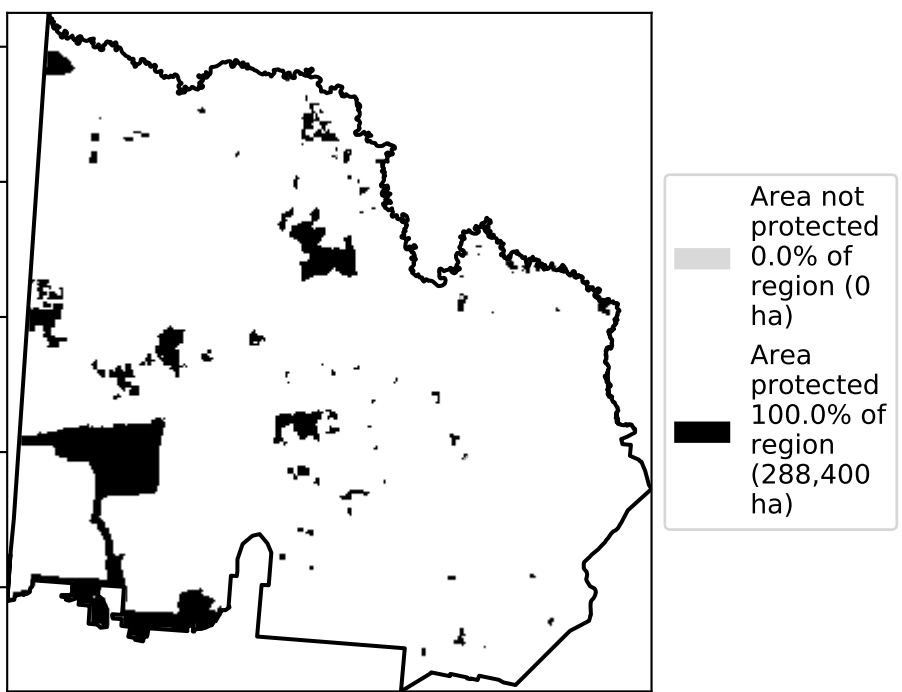 Area not
protected
0.0% of
region (0
ha)
Area
protected
100.0% of
region
(288,400
ha)